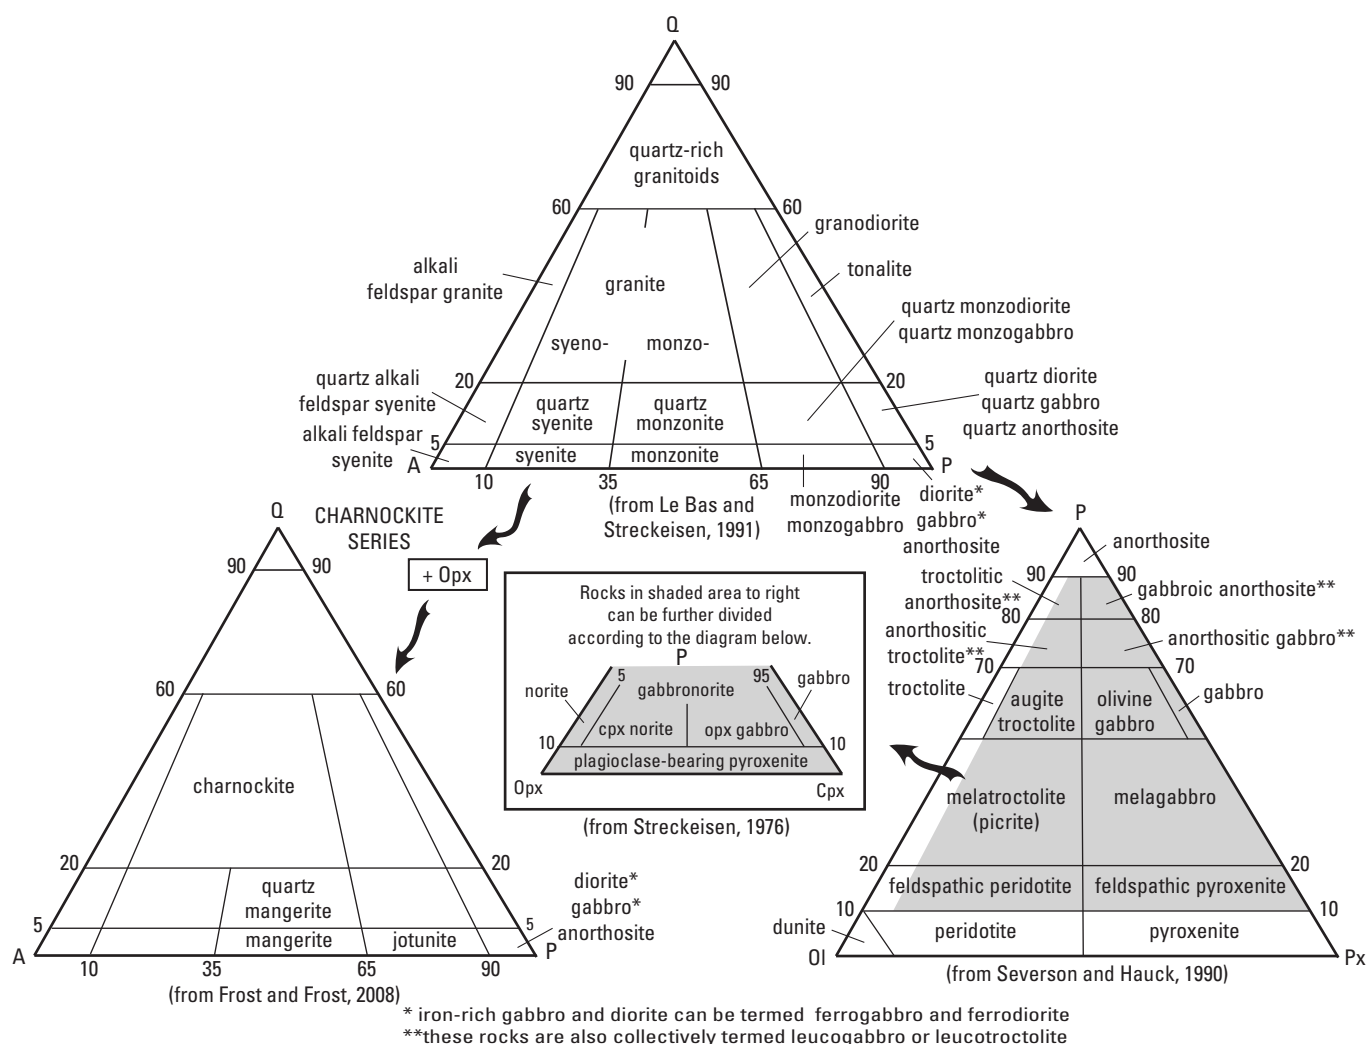 Q
90
90
quartz-rich
granitoids
60
60
granodiorite
alkali
feldspar granite
granite
tonalite
quartz monzodiorite
quartz monzogabbro
syeno-
monzo-
20
20
quartz alkali
feldspar syenite
quartz diorite
quartz gabbro
quartz anorthosite
quartz
syenite
quartz
monzonite
alkali feldspar
syenite
5
5
syenite
monzonite
A
P
10
35
65
90
monzodiorite
monzogabbro
diorite*
gabbro*
anorthosite
(from Le Bas and
Streckeisen, 1991)
Q
CHARNOCKITE
SERIES
90
90
+ Opx
60
60
charnockite
20
20
quartz
mangerite
5
5
mangerite
jotunite
diorite*
gabbro*
anorthosite
A
P
10
35
65
90
(from Frost and Frost, 2008)
Rocks in shaded area to right
can be further divided
according to the diagram below.
P
5
95
norite
gabbronorite
gabbro
cpx norite
opx gabbro
10
10
plagioclase-bearing pyroxenite
Opx
Cpx
(from Streckeisen, 1976)
P
anorthosite
90
90
troctolitic
anorthosite**
gabbroic anorthosite**
80
80
anorthositic
troctolite**
anorthositic gabbro**
70
70
troctolite
augite
troctolite
olivine
gabbro
gabbro
melatroctolite
(picrite)
melagabbro
20
20
feldspathic peridotite
feldspathic pyroxenite
10
10
dunite
peridotite
pyroxenite
Ol
Px
(from Severson and Hauck, 1990)
* iron-rich gabbro and diorite can be termed ferrogabbro and ferrodiorite
**these rocks are also collectively termed leucogabbro or leucotroctolite